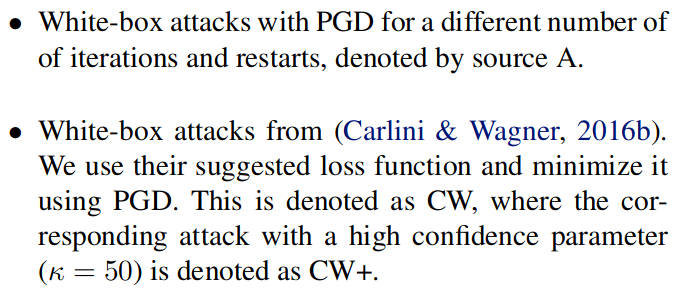 • White-box attacks with PGD for a different number of
of iterations and restarts, denoted by source A.
• White-box attacks from (Carlini & Wagner, 2016b).
We use their suggested loss function and minimize it
using PGD. This is denoted as CW, where the cor-
responding attack with a high confidence parameter
(κ = 50) is denoted as CW+.